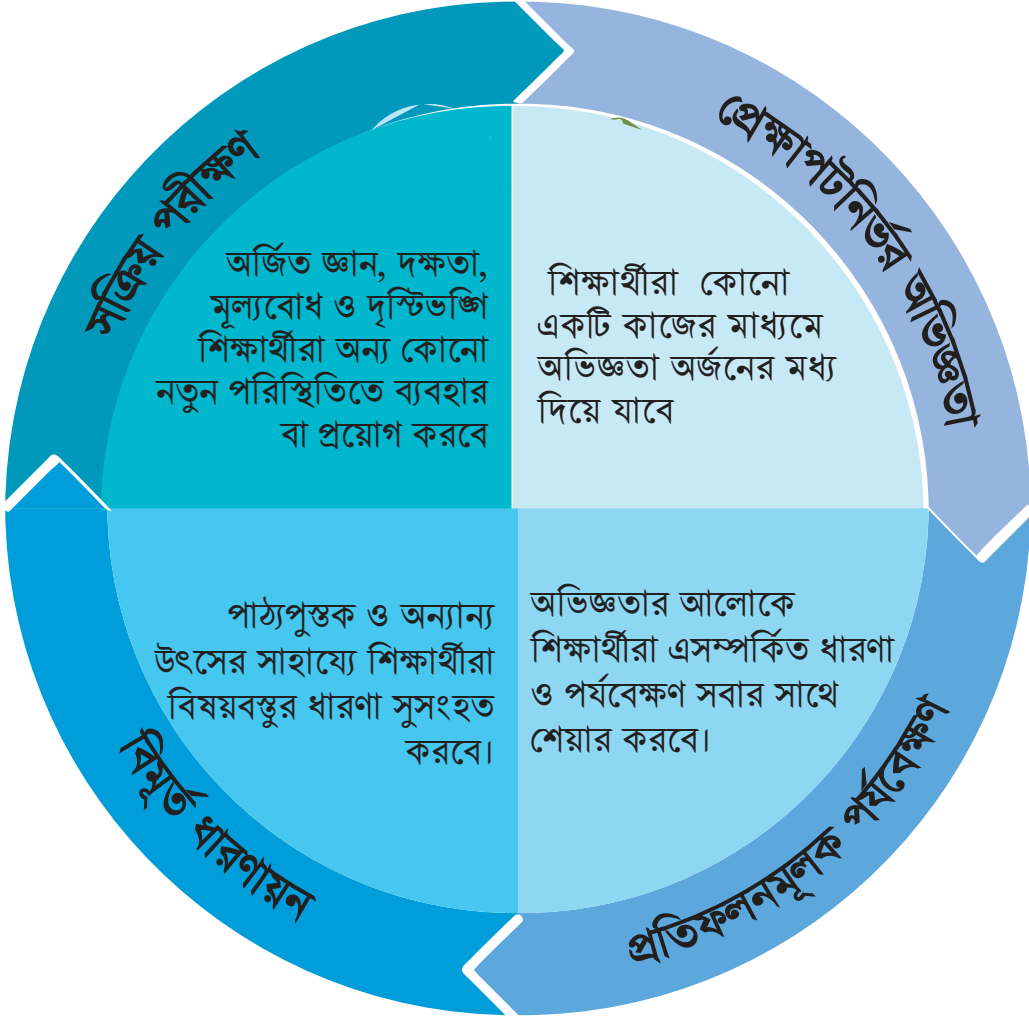 প্রেক্ষাপটনির্ভর অভিজ্ঞতা
শিক্ষার্থীরা কোনো
একটি কাজের মাধ্যমে
অভিজ্ঞতা অর্জনের মধ্য
দিয়ে যাবে
প্রতিফলনমূলক পর্যবেক্ষণ
অভিজ্ঞতার আলোকে
শিক্ষার্থীরা এসম্পর্কিত ধারণা
ও পর্যবেক্ষণ সবার সাথে
শেয়ার করবে।
বিমূর্ত ধারণায়ন
পাঠ্যপুস্তক ও অন্যান্য
উৎসের সাহায্যে শিক্ষার্থীরা
বিষয়বস্তুর ধারণা সুসংহত
করবে।
সক্রিয় পরীক্ষণ
অর্জিত জ্ঞান, দক্ষতা,
মূল্যবোধ ও দৃস্টিভঙ্গি
শিক্ষার্থীরা অন্য কোনো
নতুন পরিস্থিতিতে ব্যবহার
বা প্রয়োগ করবে